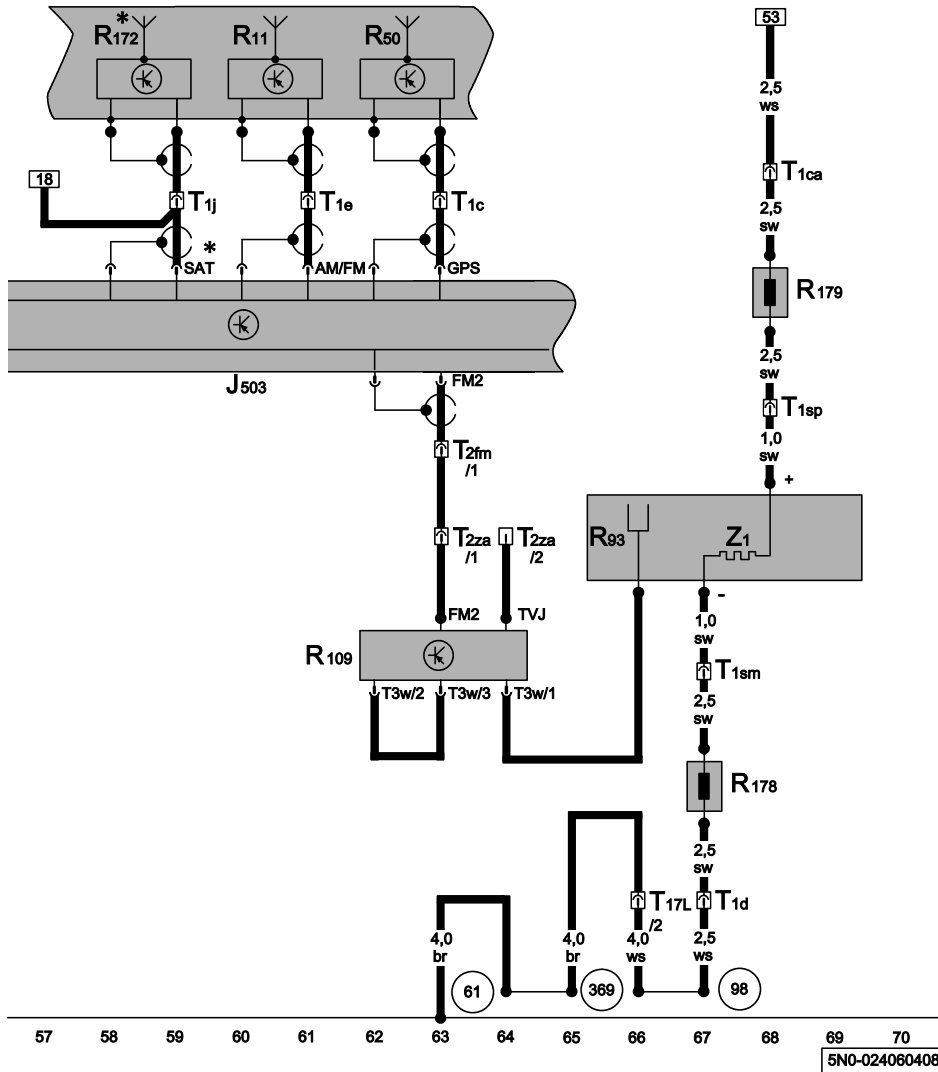 *
R172
R11
R50
53
2,5
ws
18
T1j
T1e
T1c
T1ca
2,5
sw
*
SAT
AM/FM
GPS
R179
J503
FM2
2,5
sw
T2fm
/1
T1sp
1,0
sw
+
T2za
/1
T2za
/2
R93
Z1
FM2
TVJ
-
1,0
sw
R109
T1sm
T3w/2
T3w/3
T3w/1
2,5
sw
R178
2,5
sw
T17L
/2
T1d
4,0
br
4,0
br
4,0
ws
2,5
ws
61
369
98
57 58 59 60 61 62 63 64 65 66 67 68 69 70
5N0-024060408